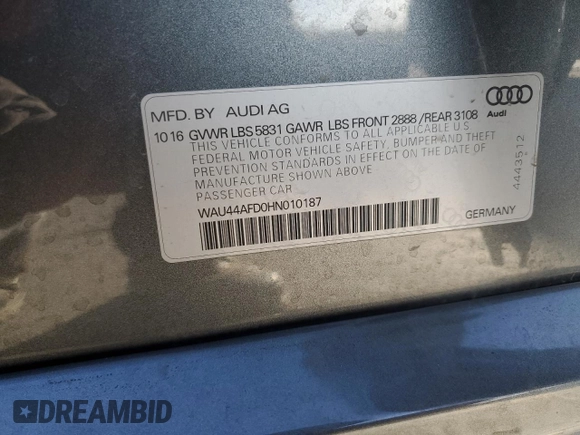 MFD. BY AUDI AG
10 16 GVWR LBS 5831 GAWR LBS FRONT 2888 /REAR 3108
Audi
THIS VEHICLE CONFORMS TO ALL APPLICABLE U.S.
FEDERAL MOTOR VEHICLE SAFETY, BUMPER AND THEFT
PREVENTION STANDARDS IN EFFECT ON THE DATE OF
MANUFACTURE SHOWN ABOVE
PASSENGER CAR
4443512
WAU44AFD0HN010187
GERMANY
DREAMBID